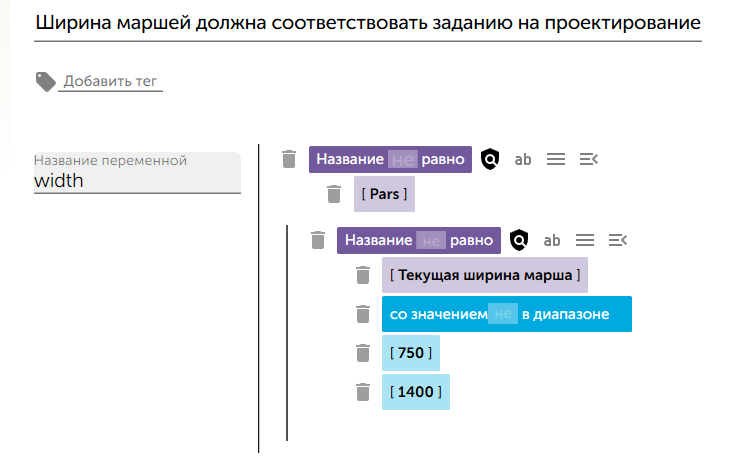 Ширина маршей должна соответствовать заданию на проектирование
Добавить тег
Название переменной
width
Название не равно ab
[ Pars ]
Название не равно ab
[ Текущая ширина марша ]
со значением не в диапазоне
[ 750 ]
[ 1400 ]